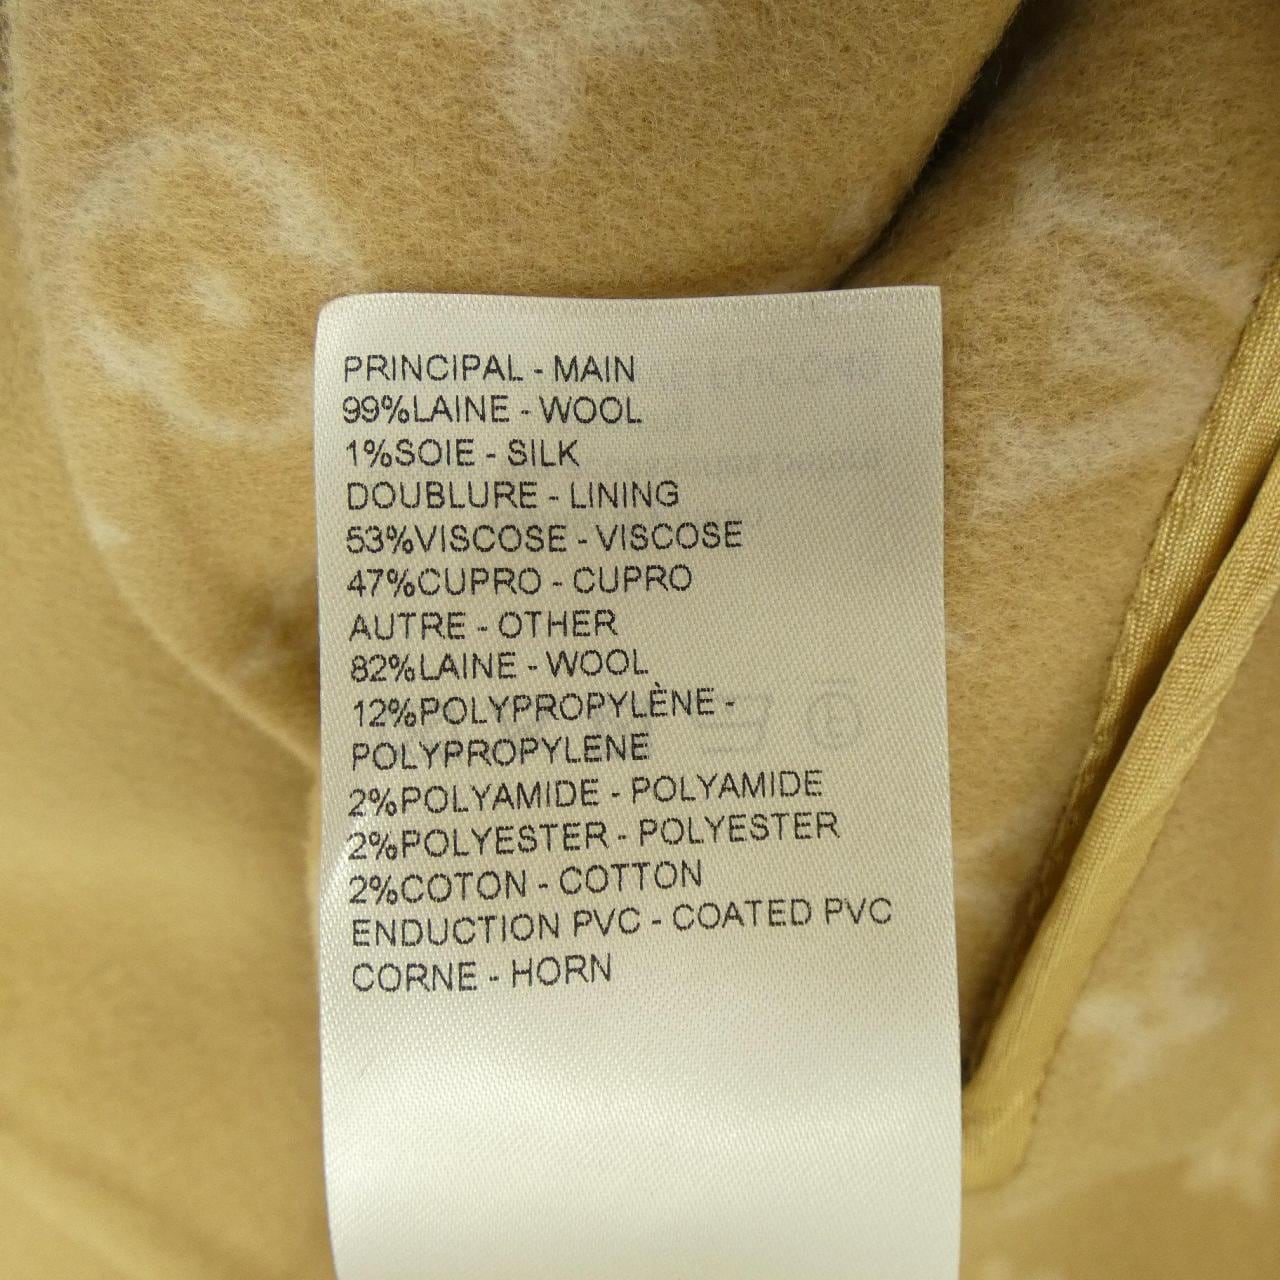 PRINCIPAL - MAIN
99%LAINE - WOOL
1%SOIE - SILK
DOUBLURE - LINING
53%VISCOSE - VISCOSE
47%CUPRO - CUPRO
AUTRE - OTHER
82%LAINE - WOOL
12%POLYPROPYLÈNE -
POLYPROPYLENE
2%POLYAMIDE - POLYAMIDE
2%POLYESTER - POLYESTER
2%COTON - COTTON
ENDUCTION PVC - COATED PVC
CORNE - HORN